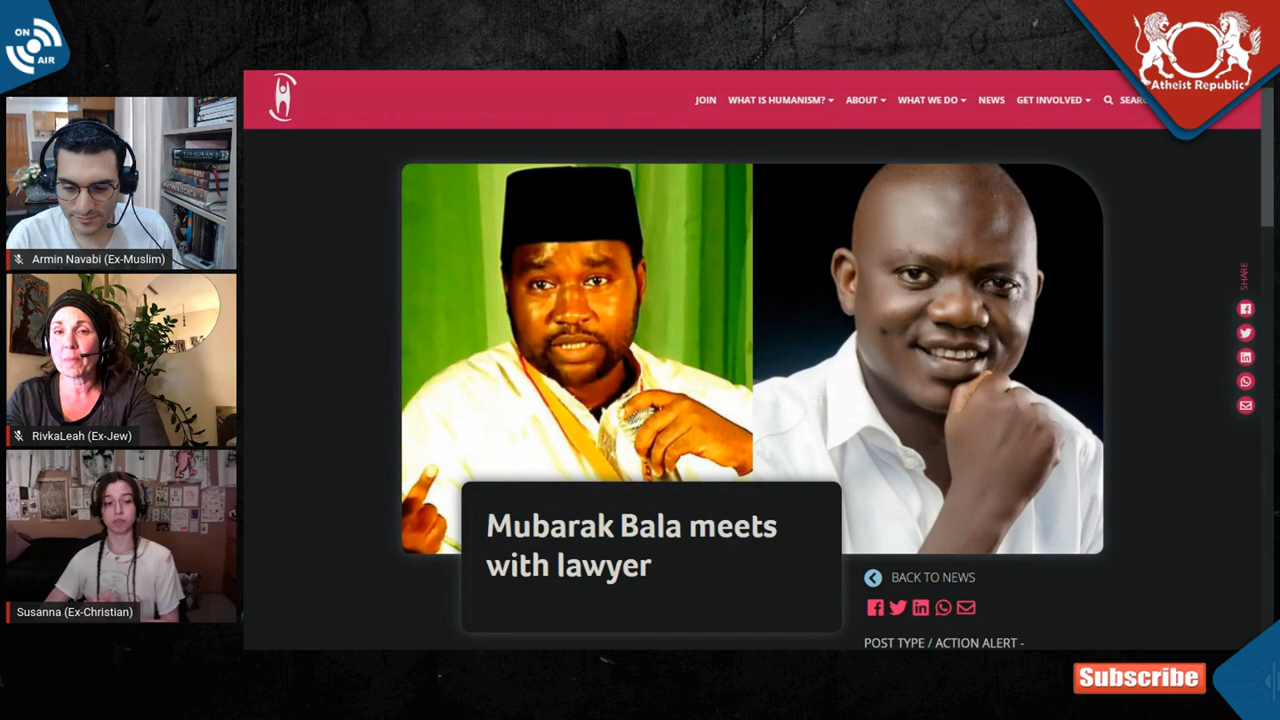 ON
AIR
Atheist Republic
JOIN WHAT IS HUMANISM? ABOUT WHAT WE DO NEWS GET INVOLVED
SHARE
Armin Navabi (Ex-Muslim)
RivkaLeah (Ex-Jew)
Susanna (Ex-Christian)
Mubarak Bala meets
with lawyer
BACK TO NEWS
POST TYPE / ACTION ALERT -
Subscribe